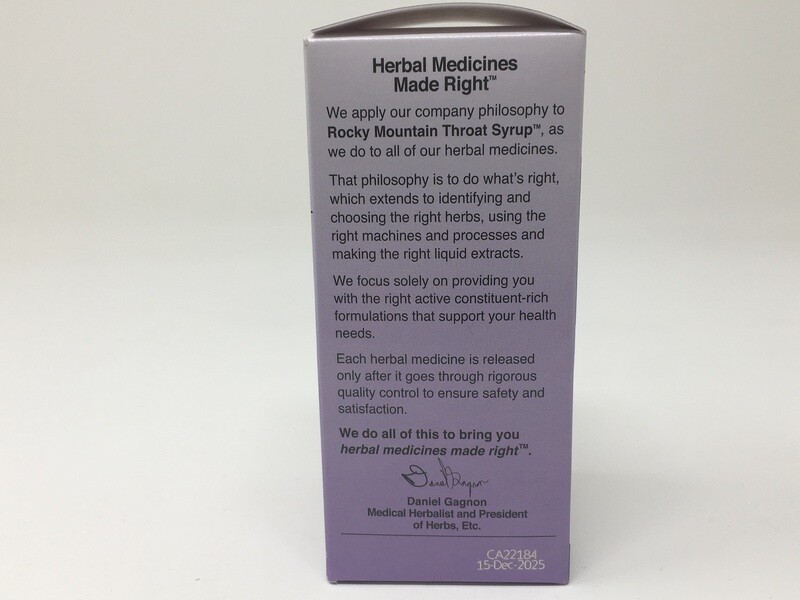 Herbal Medicines
Made Right™
We apply our company philosophy to
Rocky Mountain Throat Syrup™, as
we do to all of our herbal medicines.
That philosophy is to do what's right,
which extends to identifying and
choosing the right herbs, using the
right machines and processes and
making the right liquid extracts.
We focus solely on providing you
with the right active constituent-rich
formulations that support your health
needs.
Each herbal medicine is released
only after it goes through rigorous
quality control to ensure safety and
satisfaction.
We do all of this to bring you
herbal medicines made right™.
Daniel Gagnon
Daniel Gagnon
Medical Herbalist and President
of Herbs, Etc.
CA22184
15-Dec-2025